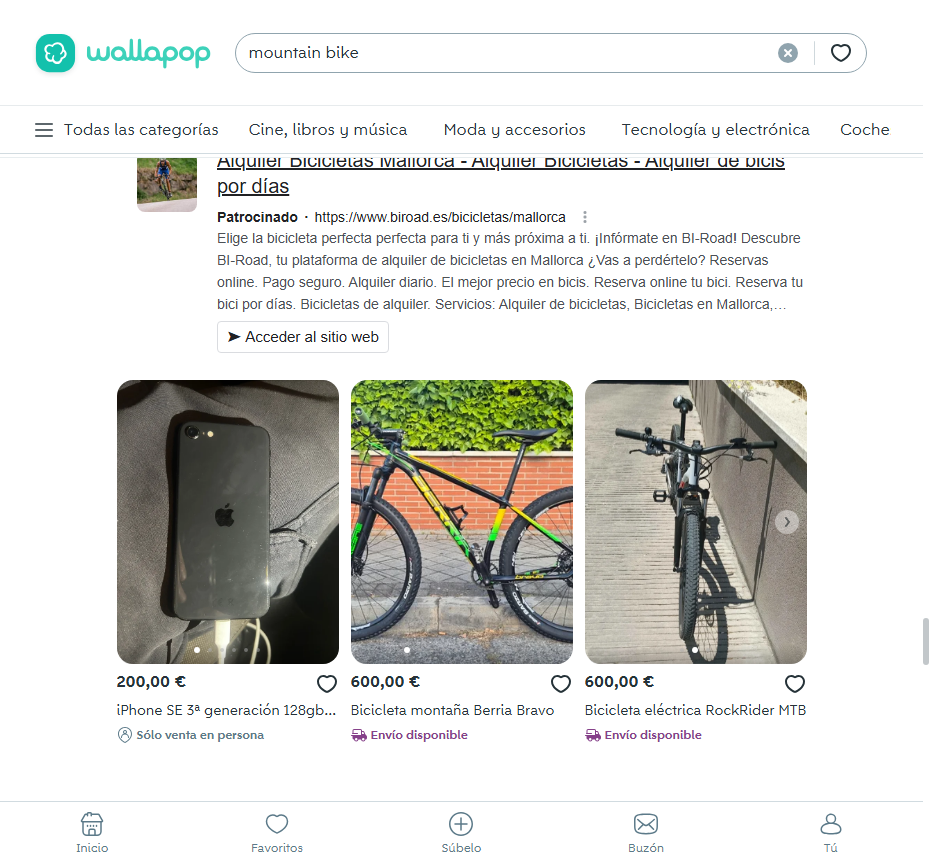 wallapop
mountain bike
Todas las categorías
Cine, libros y música
Moda y accesorios
Tecnología y electrónica
Coche
Alquiler Bicicletas Mallorca - Alquiler Bicicletas - Alquiler de bicis
por días
Patrocinado · https://www.biroad.es/bicicletas/mallorca
Elige la bicicleta perfecta perfecta para ti y más próxima a ti. ¡Infórmate en BI-Road! Descubre
BI-Road, tu plataforma de alquiler de bicicletas en Mallorca ¿Vas a perdértelo? Reservas
online. Pago seguro. Alquiler diario. El mejor precio en bicis. Reserva online tu bici. Reserva tu
bici por días. Bicicletas de alquiler. Servicios: Alquiler de bicicletas, Bicicletas en Mallorca,…
➤ Acceder al sitio web
BERRIA
bravo
200,00 €
iPhone SE 3ª generación 128gb...
Sólo venta en persona
600,00 €
Bicicleta montaña Berria Bravo
Envío disponible
600,00 €
Bicicleta eléctrica RockRider MTB
Envío disponible
Inicio
Favoritos
Súbelo
Buzón
Tú